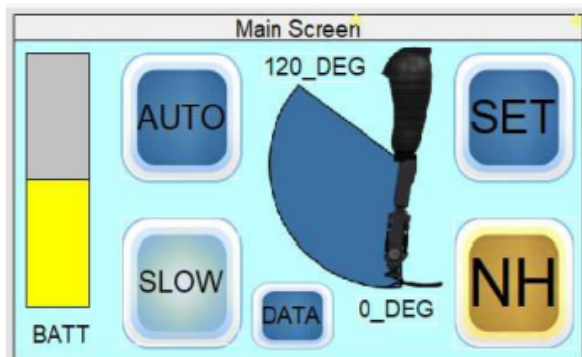 Main Screen
120_DEG
AUTO
SET
SLOW
NH
DATA
0_DEG
BATT